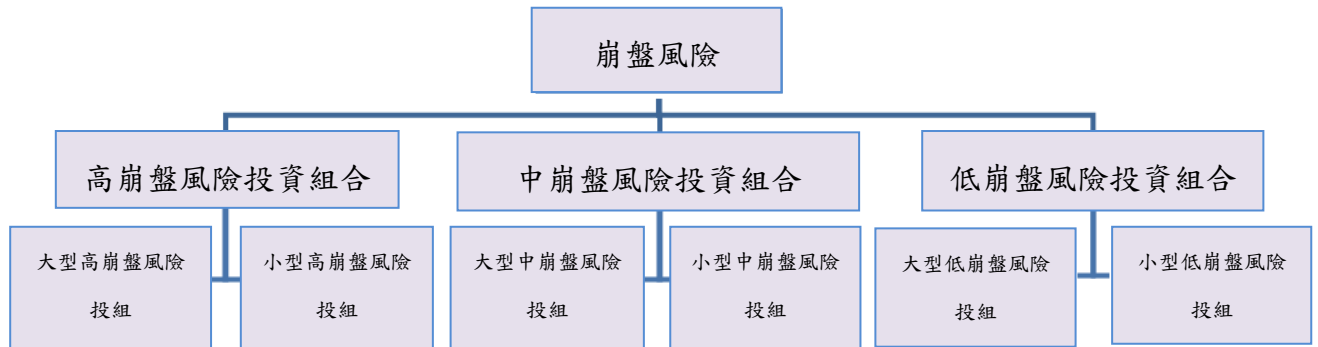 崩盤風險
高崩盤風險投資組合
中崩盤風險投資組合
低崩盤風險投資組合
大型高崩盤風險
投組
小型高崩盤風險
投組
大型中崩盤風險
投組
小型中崩盤風險
投組
大型低崩盤風險
投組
小型低崩盤風險
投組